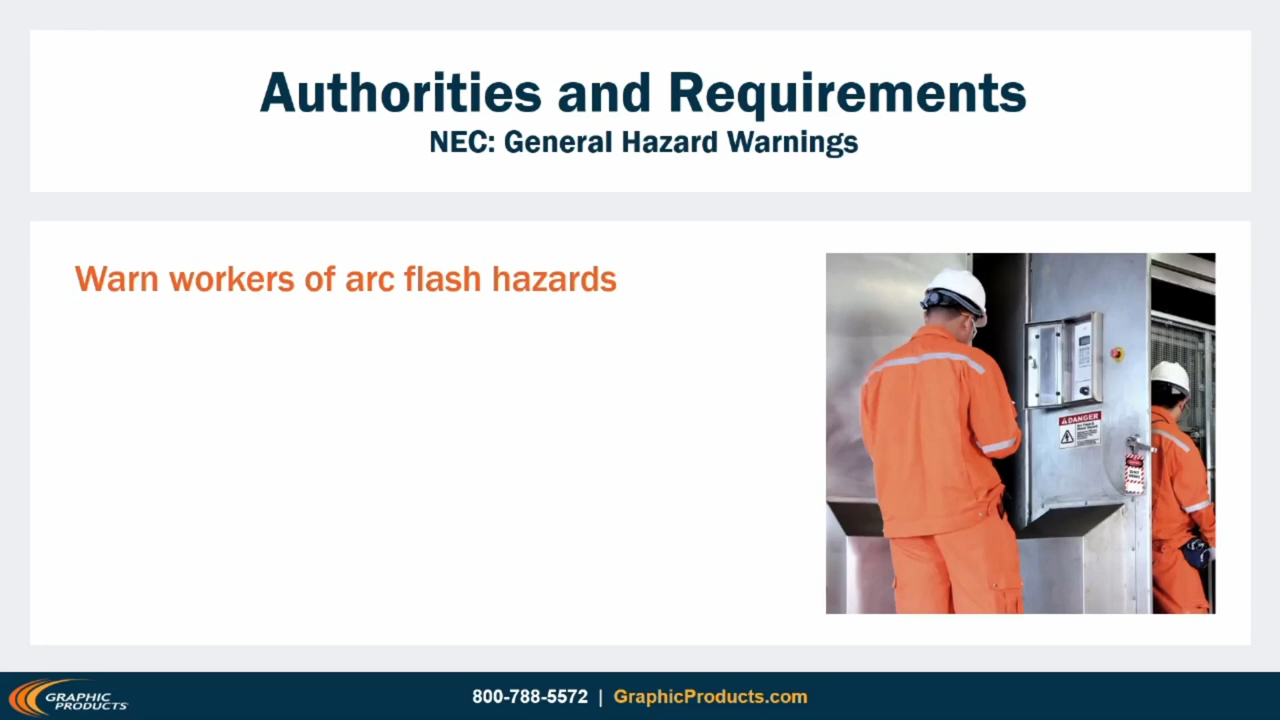 Authorities and Requirements
NEC: General Hazard Warnings
Warn workers of arc flash hazards
DANGER
GRAPHIC
PRODUCTS
800-788-5572 | GraphicProducts.com